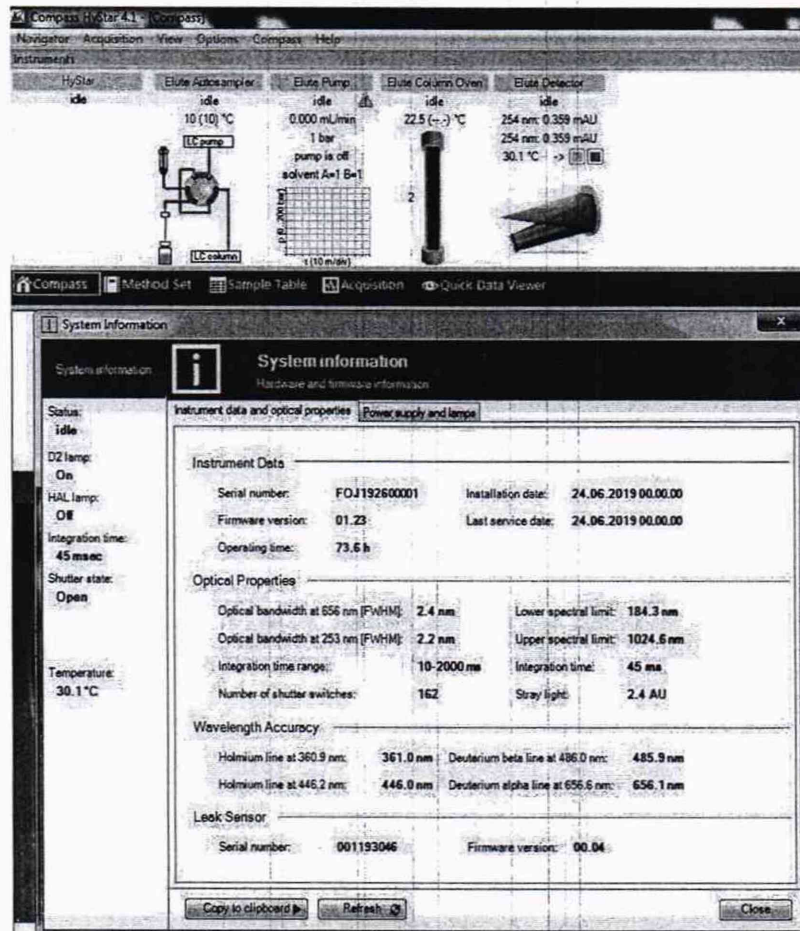 Compass HyStar 4.1 - [Compass]
Navigator Acquisition View Options Compass Help
Instruments
HyStar Elute Autosampler Elute Pump Elute Column Oven Elute Detector
idle idle idle idle idle
10 (10) °C 0.000 mL/min 22.5 (--.-) °C 254 nm: 0.359 mAU
LC pump 1 bar 254 nm: 0.359 mAU
pump is off 30.1 °C ->
solvent A=1 B=1
p (0...200 bar)
2
LC column t (10 m/div)
Compass Method Set Sample Table Acquisition Quick Data Viewer
System Information X
System information i System information
Hardware and firmware information
Status: Instrument data and optical properties Power supply and lamps
idle
D2 lamp: Instrument Data
On Serial number: FOJ192600001 Installation date: 24.06.2019 00.00.00
HAL lamp:
Off Firmware version: 01.23 Last service date: 24.06.2019 00.00.00
Integration time: Operating time: 73.6 h
45 msec
Shutter state: Optical Properties
Open Optical bandwidth at 656 nm [FWHM]: 2.4 nm Lower spectral limit: 184.3 nm
Optical bandwidth at 253 nm [FWHM]: 2.2 nm Upper spectral limit: 1024.6 nm
Temperature: Integration time range: 10-2000 ms Integration time: 45 ms
30.1 °C Number of shutter switches: 162 Stray light: 2.4 AU
Wavelength Accuracy
Holmium line at 360.9 nm: 361.0 nm Deuterium beta line at 486.0 nm: 485.9 nm
Holmium line at 446.2 nm: 446.0 nm Deuterium alpha line at 656.6 nm: 656.1 nm
Leak Sensor
Serial number: 001193046 Firmware version: 00.04
Copy to clipboard Refresh Close